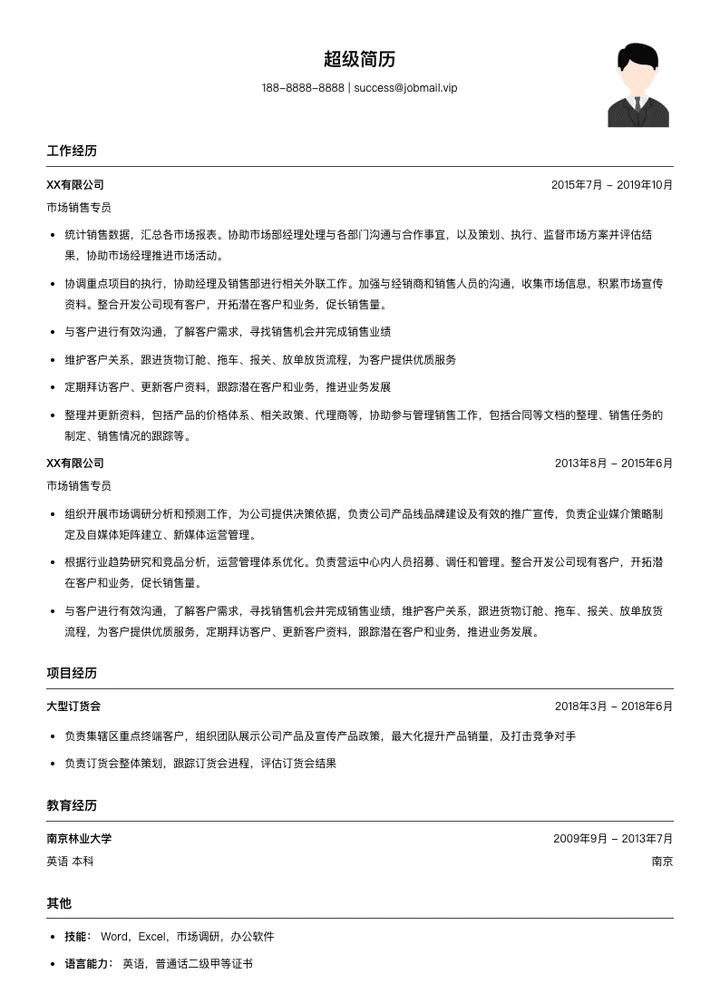 超级简历
188-8888-8888 | success@jobmail.vip
工作经历
XX有限公司 2015年7月 – 2019年10月
市场销售专员
• 统计销售数据，汇总各市场报表。协助市场部经理处理与各部门沟通与合作事宜，以及策划、执行、监督市场方案并评估结
果，协助市场经理推进市场活动。
• 协调重点项目的执行，协助经理及销售部进行相关外联工作。加强与经销商和销售人员的沟通，收集市场信息，积累市场宣传
资料。整合开发公司现有客户，开拓潜在客户和业务，促长销售量。
• 与客户进行有效沟通，了解客户需求，寻找销售机会并完成销售业绩
• 维护客户关系，跟进货物订舱、拖车、报关、放单放货流程，为客户提供优质服务
• 定期拜访客户、更新客户资料，跟踪潜在客户和业务，推进业务发展
• 整理并更新资料，包括产品的价格体系、相关政策、代理商等，协助参与管理销售工作，包括合同等文档的整理、销售任务的
制定、销售情况的跟踪等。
XX有限公司 2013年8月 – 2015年6月
市场销售专员
• 组织开展市场调研分析和预测工作，为公司提供决策依据，负责公司产品线品牌建设及有效的推广宣传，负责企业媒介策略制
定及自媒体矩阵建立、新媒体运营管理。
• 根据行业趋势研究和竞品分析，运营管理体系优化。负责营运中心内人员招募、调任和管理。整合开发公司现有客户，开拓潜
在客户和业务，促长销售量。
• 与客户进行有效沟通，了解客户需求，寻找销售机会并完成销售业绩，维护客户关系，跟进货物订舱、拖车、报关、放单放货
流程，为客户提供优质服务，定期拜访客户、更新客户资料，跟踪潜在客户和业务，推进业务发展。
项目经历
大型订货会 2018年3月 – 2018年6月
• 负责集辖区重点终端客户，组织团队展示公司产品及宣传产品政策，最大化提升产品销量，及打击竞争对手
• 负责订货会整体策划，跟踪订货会进程，评估订货会结果
教育经历
南京林业大学 2009年9月 – 2013年7月
英语 本科 南京
其他
• 技能： Word，Excel，市场调研，办公软件
• 语言能力： 英语，普通话二级甲等证书